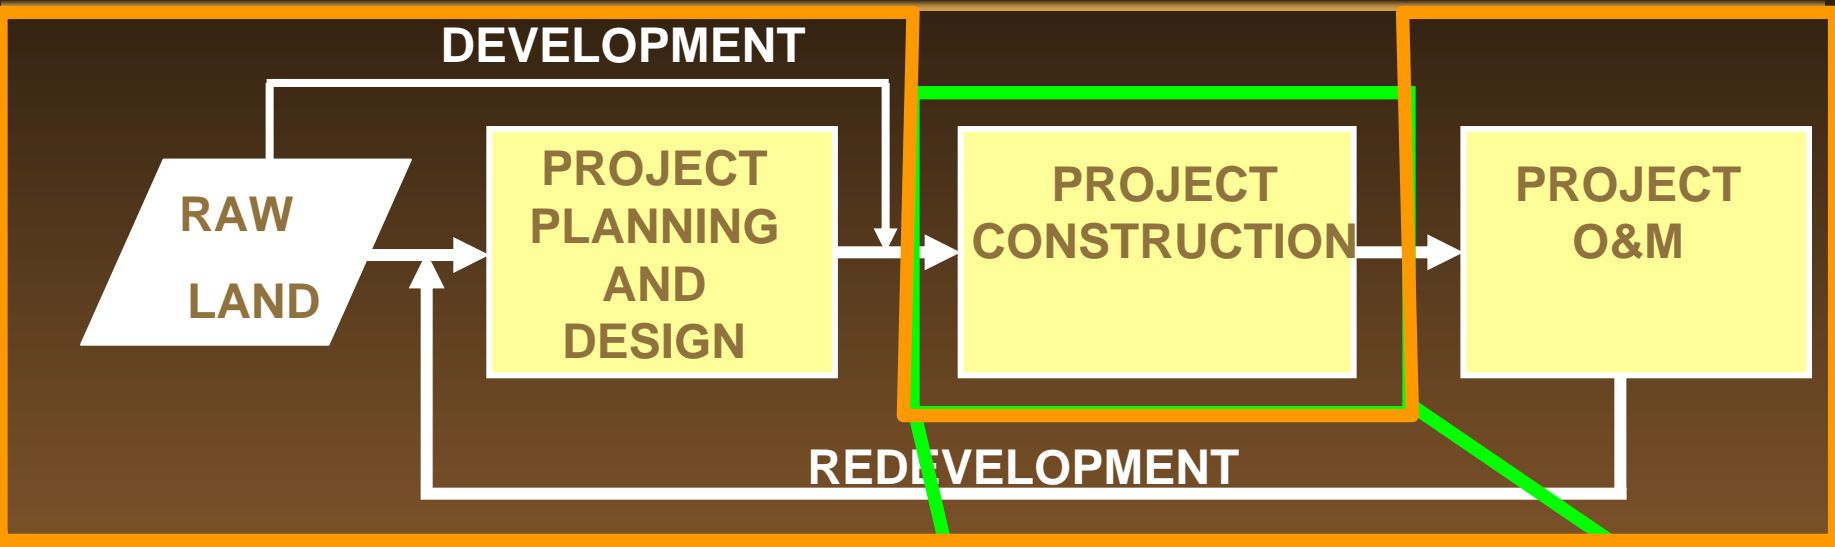 DEVELOPMENT
RAW
LAND
PROJECT
PLANNING
AND
DESIGN
PROJECT
CONSTRUCTION
PROJECT
O&M
REDEVELOPMENT